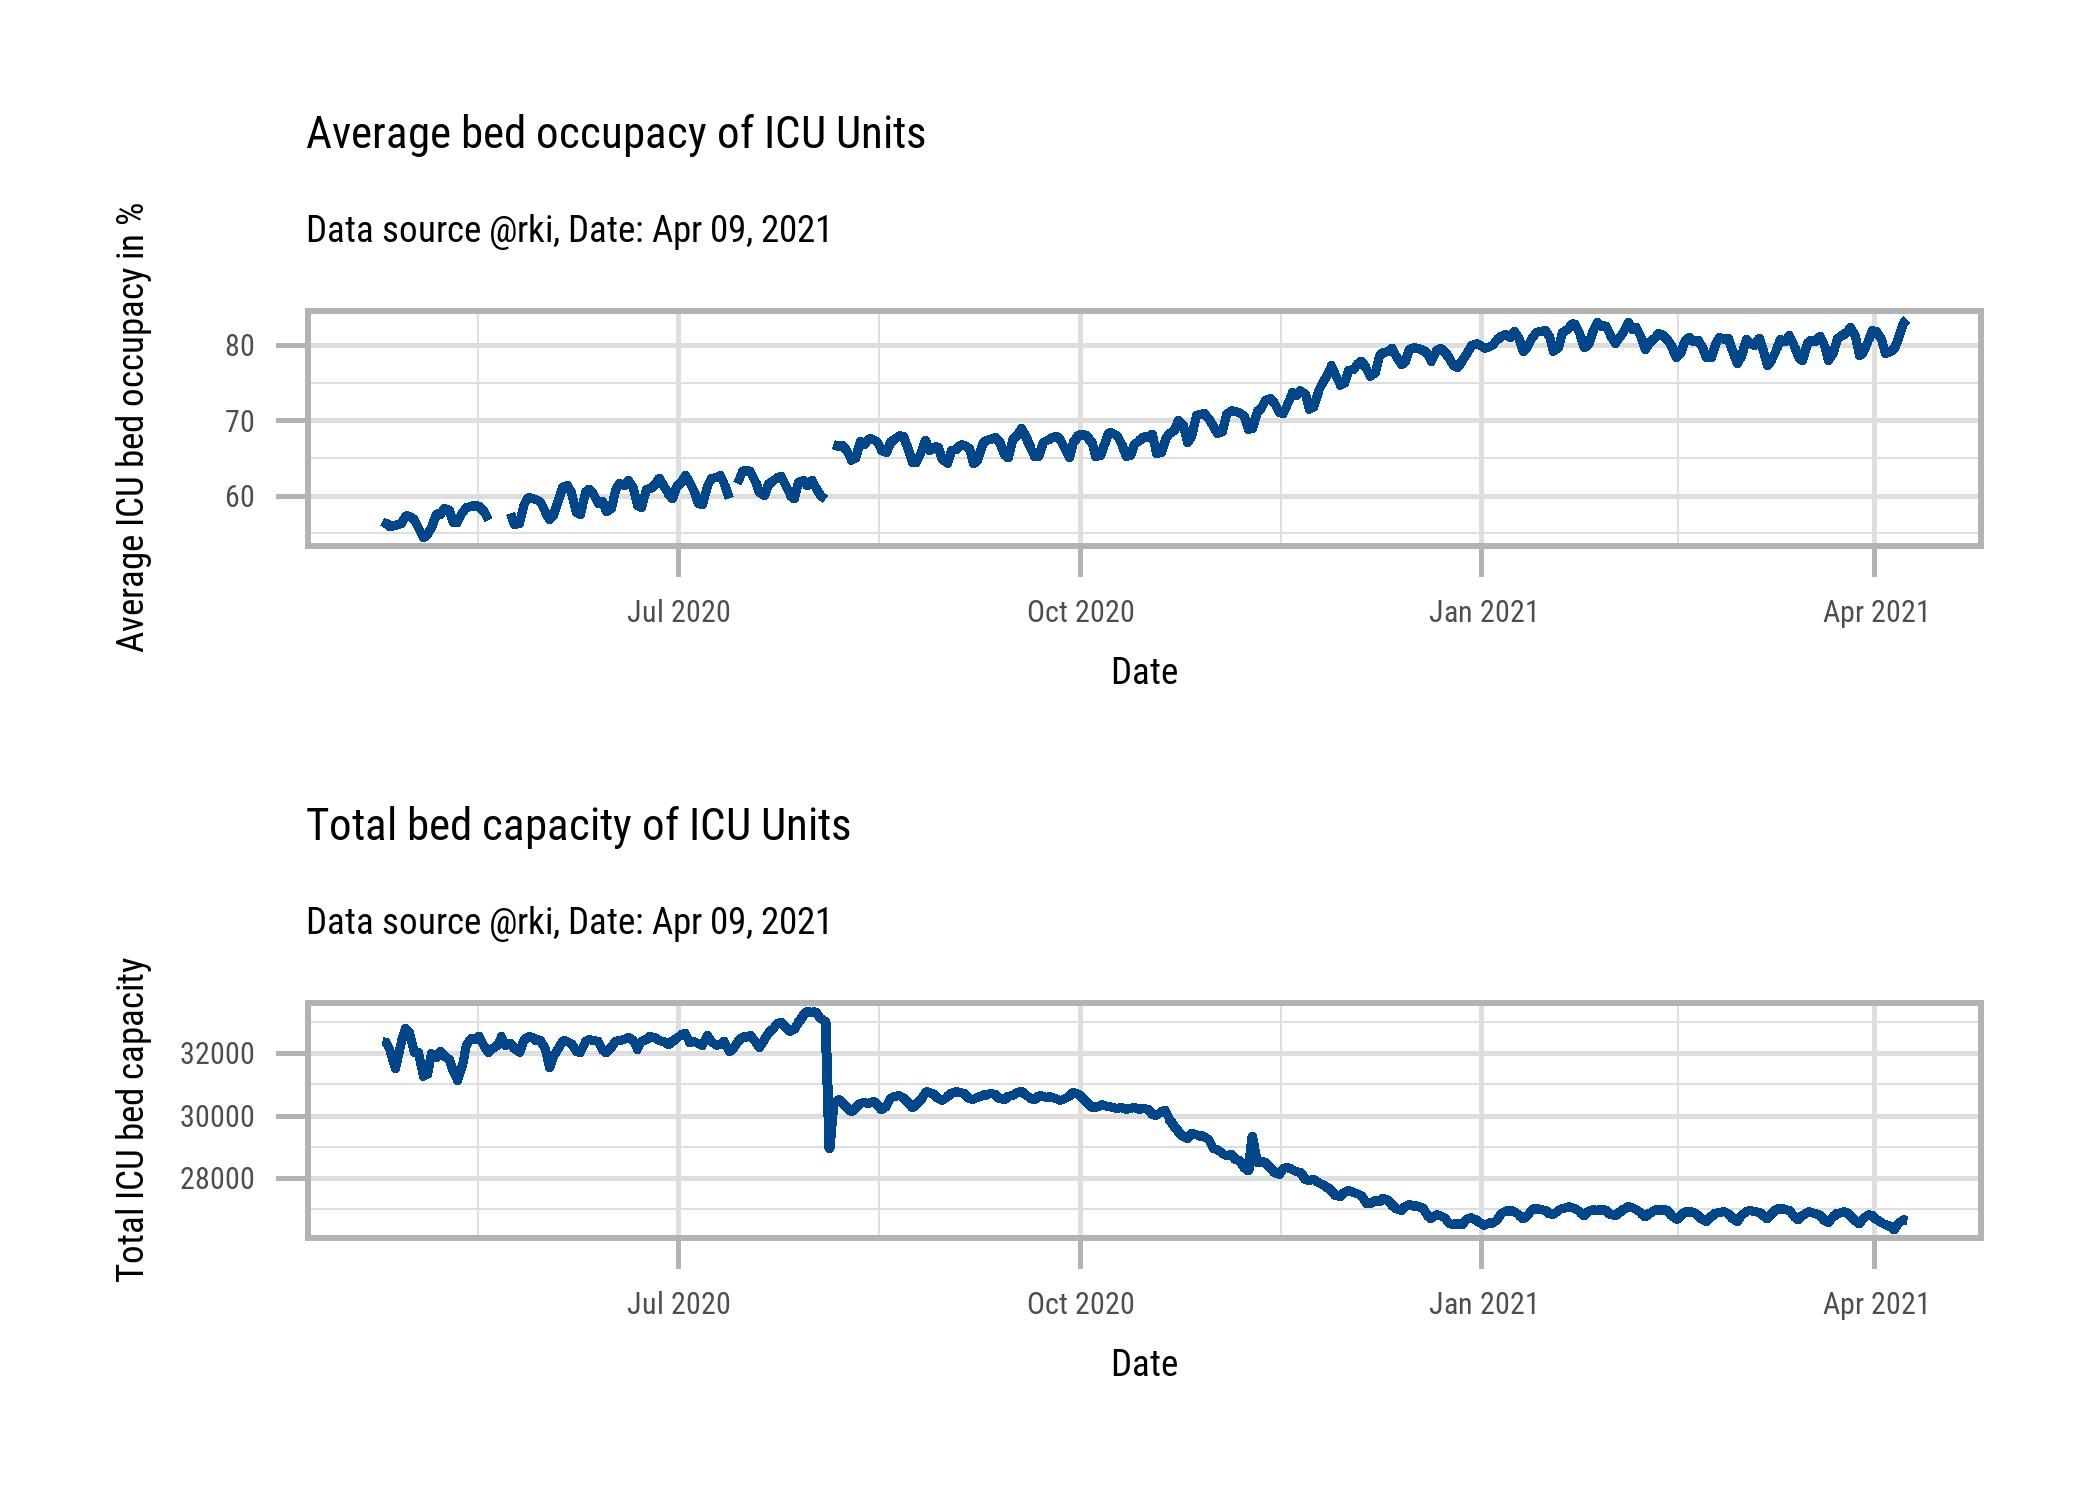 Average bed occupacy of ICU Units
Data source @rki, Date: Apr 09, 2021
Average ICU bed occupacy in %
80
70
60
Jul 2020 Oct 2020 Jan 2021 Apr 2021
Date
Total bed capacity of ICU Units
Data source @rki, Date: Apr 09, 2021
Total ICU bed capacity
32000
30000
28000
Jul 2020 Oct 2020 Jan 2021 Apr 2021
Date